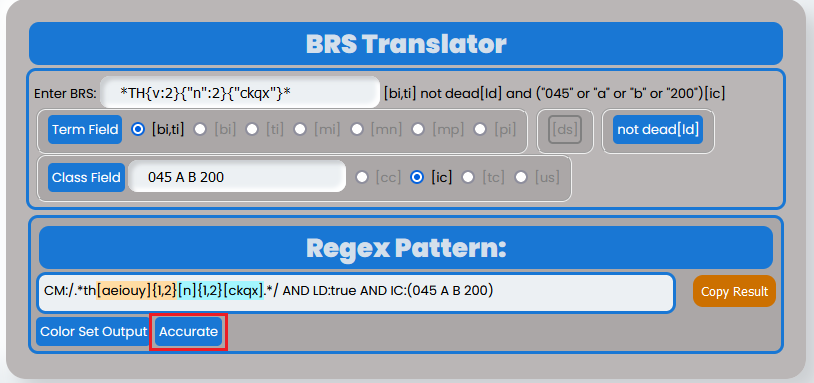 BRS Translator
Enter BRS: *TH{v:2}{"n":2}{"ckqx"}* [bi,ti] not dead[ld] and ("045" or "a" or "b" or "200")[ic]
Term Field [bi,ti] [bi] [ti] [mi] [mn] [mp] [pi] [ds] not dead[ld]
Class Field 045 A B 200 [cc] [ic] [tc] [us]
Regex Pattern:
CM:/.*th[aeiouy]{1,2}[n]{1,2}[ckqx].*/ AND LD:true AND IC:(045 A B 200) Copy Result
Color Set Output Accurate